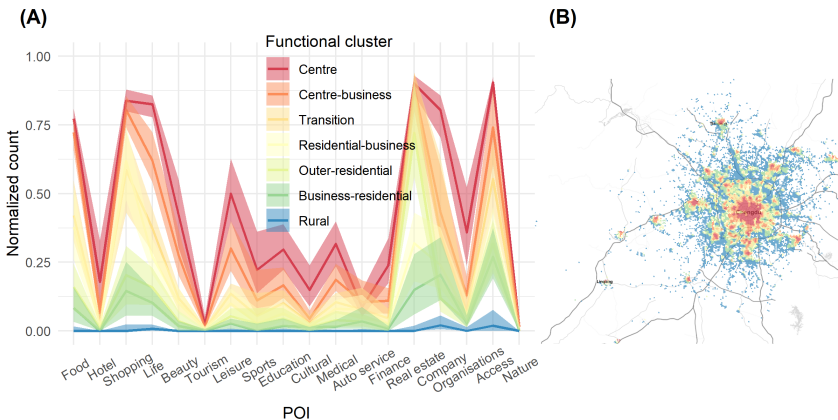 (A)
(B)
Functional cluster
Centre
Centre-business
Transition
Residential-business
Outer-residential
Business-residential
Rural
Normalized count
1.00
0.75
0.50
0.25
0.00
Food
Hotel
Shopping
Life
Beauty
Tourism
Leisure
Sports
Education
Cultural
Medical
Auto service
Finance
Real estate
Company
Organisations
Access
Nature
POI